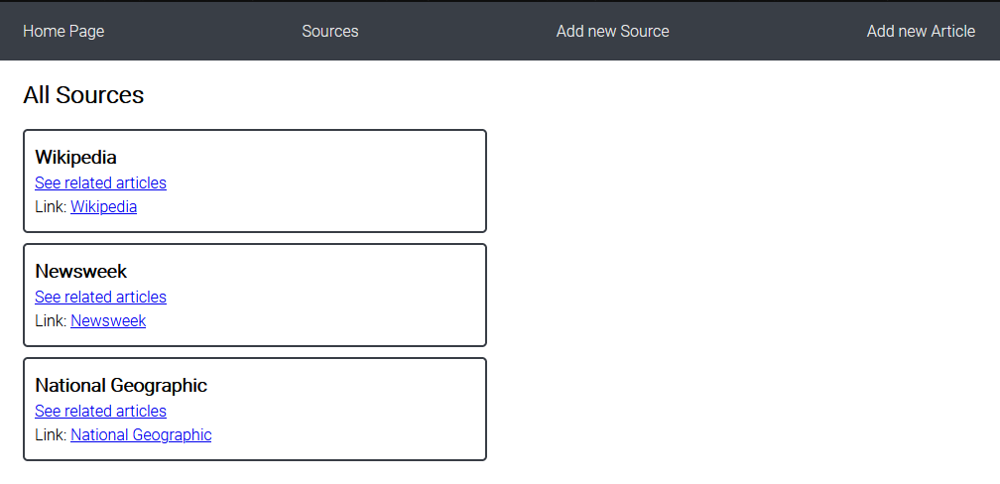 Home Page Sources Add new Source Add new Article
All Sources
Wikipedia
See related articles
Link: Wikipedia
Newsweek
See related articles
Link: Newsweek
National Geographic
See related articles
Link: National Geographic